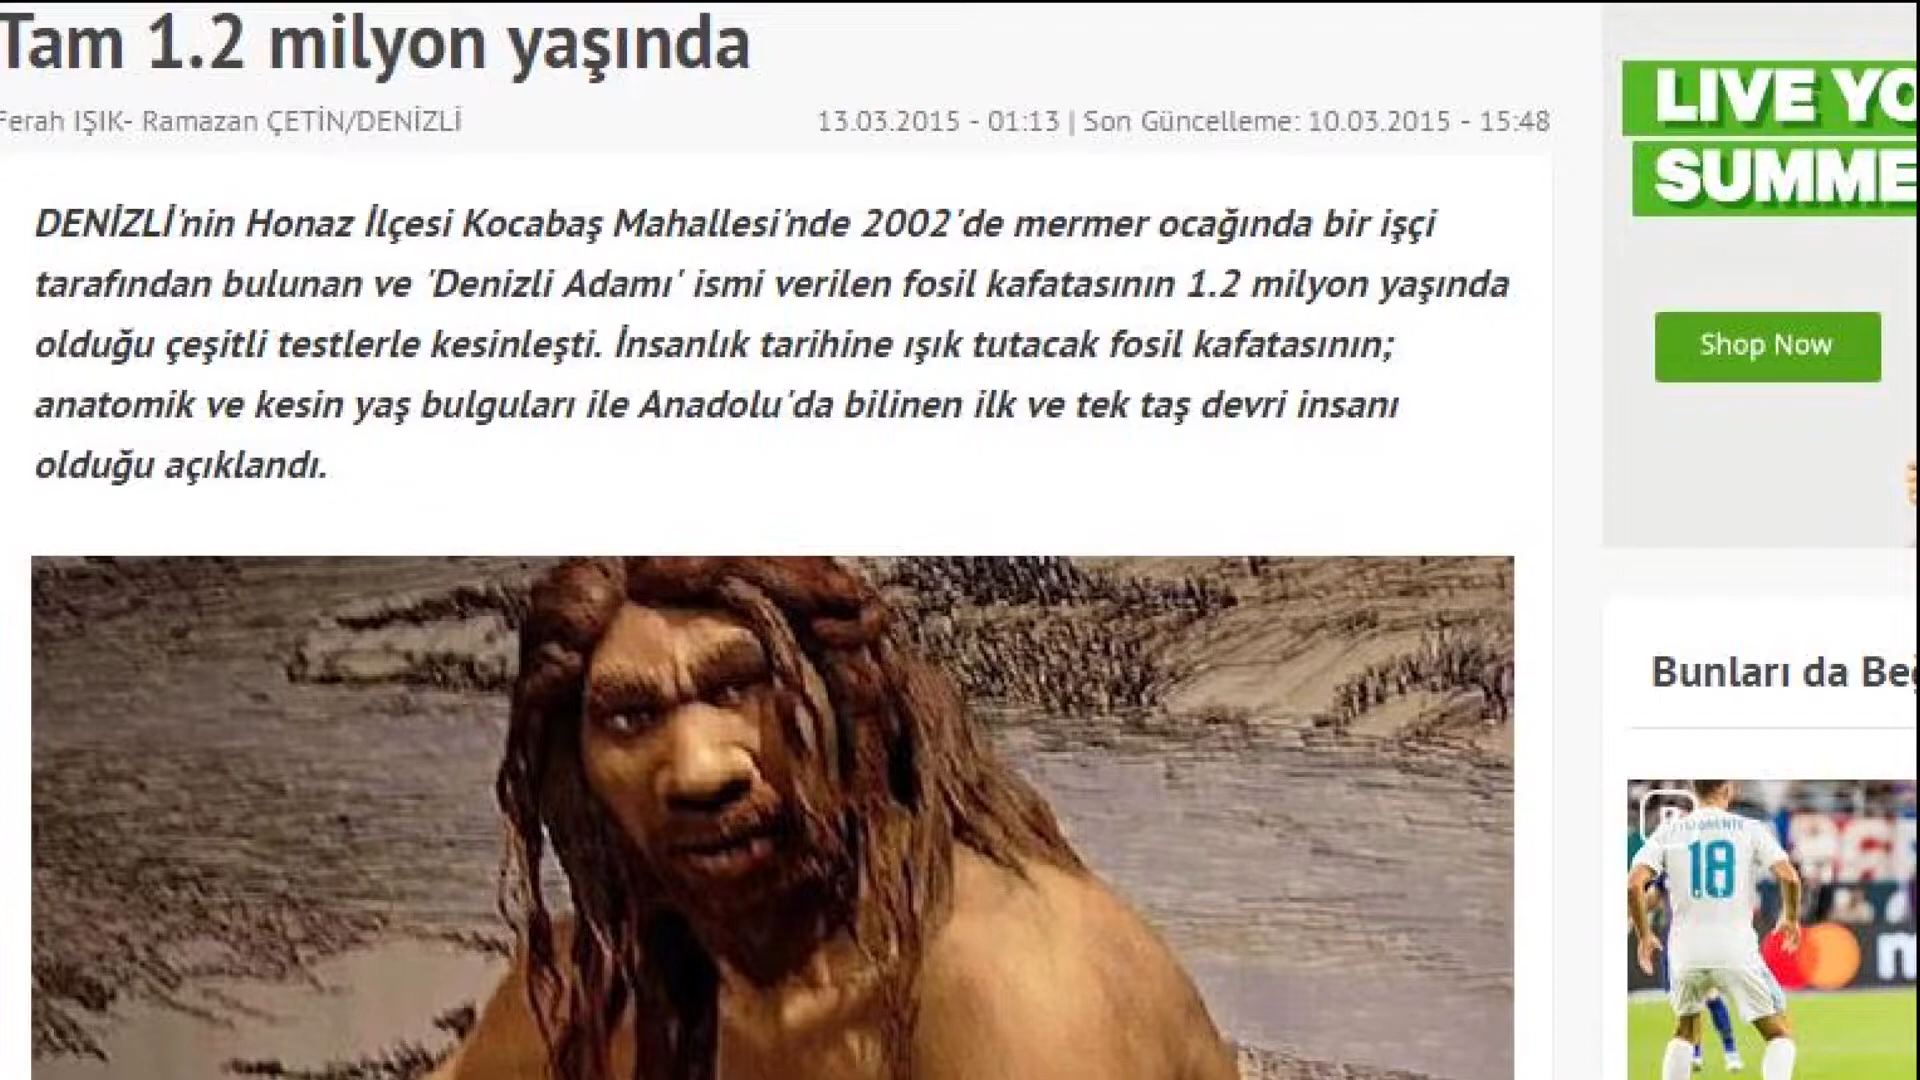 Tam 1.2 milyon yaşında
Ferah IŞIK- Ramazan ÇETİN/DENİZLİ
13.03.2015 - 01:13 | Son Güncelleme: 10.03.2015 - 15:48
DENİZLİ'nin Honaz İlçesi Kocabaş Mahallesi'nde 2002'de mermer ocağında bir işçi
tarafından bulunan ve 'Denizli Adamı' ismi verilen fosil kafatasının 1.2 milyon yaşında
olduğu çeşitli testlerle kesinleşti. İnsanlık tarihine ışık tutacak fosil kafatasının;
anatomik ve kesin yaş bulguları ile Anadolu'da bilinen ilk ve tek taş devri insanı
olduğu açıklandı.
LIVE YO
SUMME
Shop Now
Bunları da Beğ
18